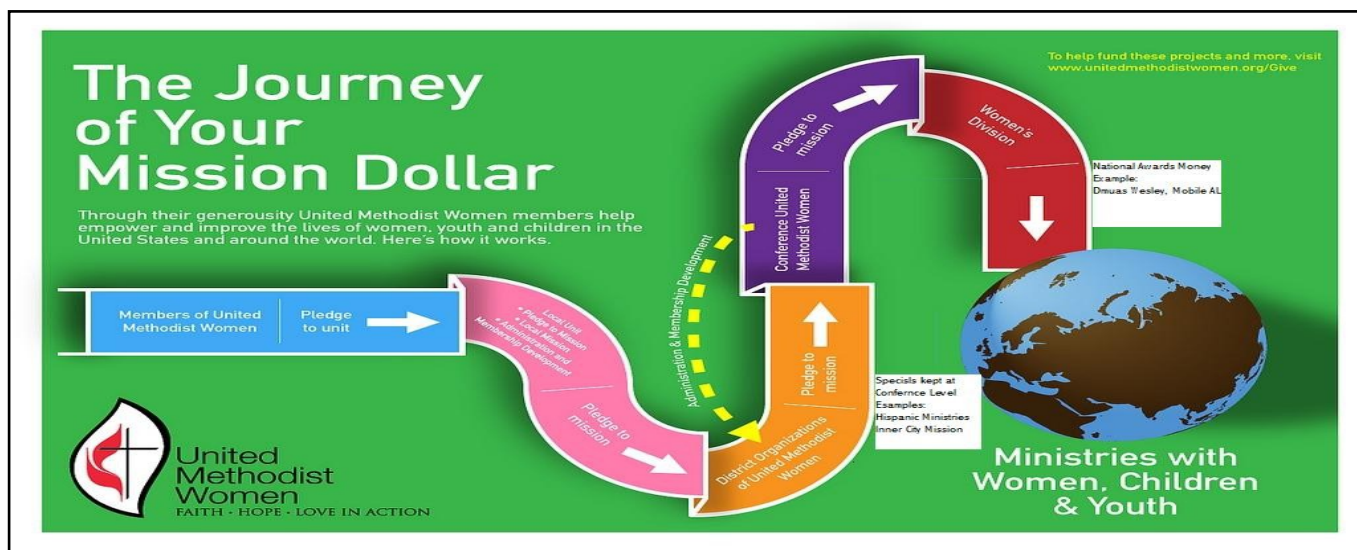 The Journey
of Your
Mission Dollar
Through their generousity United Methodist Women members help
empower and improve the lives of women, youth and children in the
United States and around the world. Here's how it works.
To help fund these projects and more, visit
www.unitedmethodistwomen.org/Give
Members of United
Methodist Women
Pledge
to unit
Local Unit
• Pledge to Mission
• Local Mission
• Administration and
Membership Development
Pledge to
mission
District Organizations
of United Methodist
Women
Pledge to
mission
Administration & Membership Development
Conference United
Methodist Women
Pledge to
mission
Women's
Division
National Awards Money
Example:
Dmuas Wesley, Mobile AL
Specisls kept at
Confernce Level
Esamples:
Hispanic Ministries
Inner City Mission
Ministries with
Women, Children
& Youth
United
Methodist
Women
FAITH • HOPE • LOVE IN ACTION